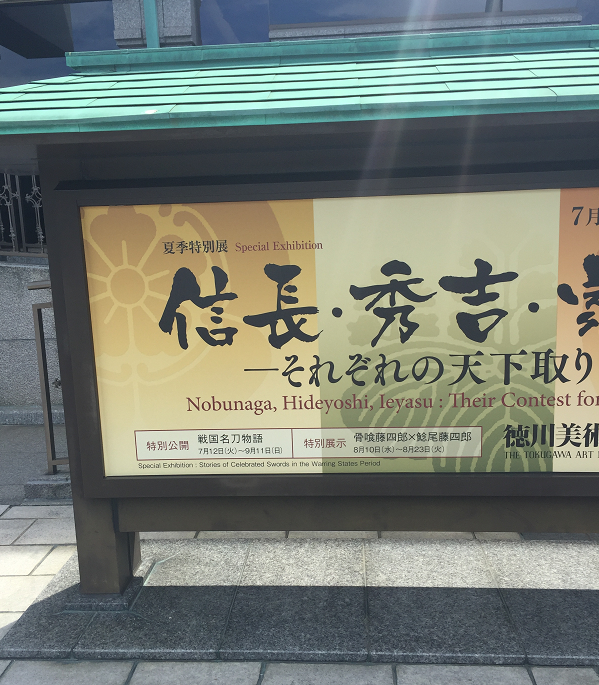 7月
夏季特別展 Special Exhibition
信長・秀吉・
―それぞれの天下取り
Nobunaga, Hideyoshi, Ieyasu : Their Contest for
特別公開 戦国名刀物語
7月12日(火)～9月11日(日)
特別展示 骨喰藤四郎×鯰尾藤四郎
8月10日(水)～8月23日(火)
Special Exhibition : Stories of Celebrated Swords in the Warring States Period
徳川美術
THE TOKUGAWA ART